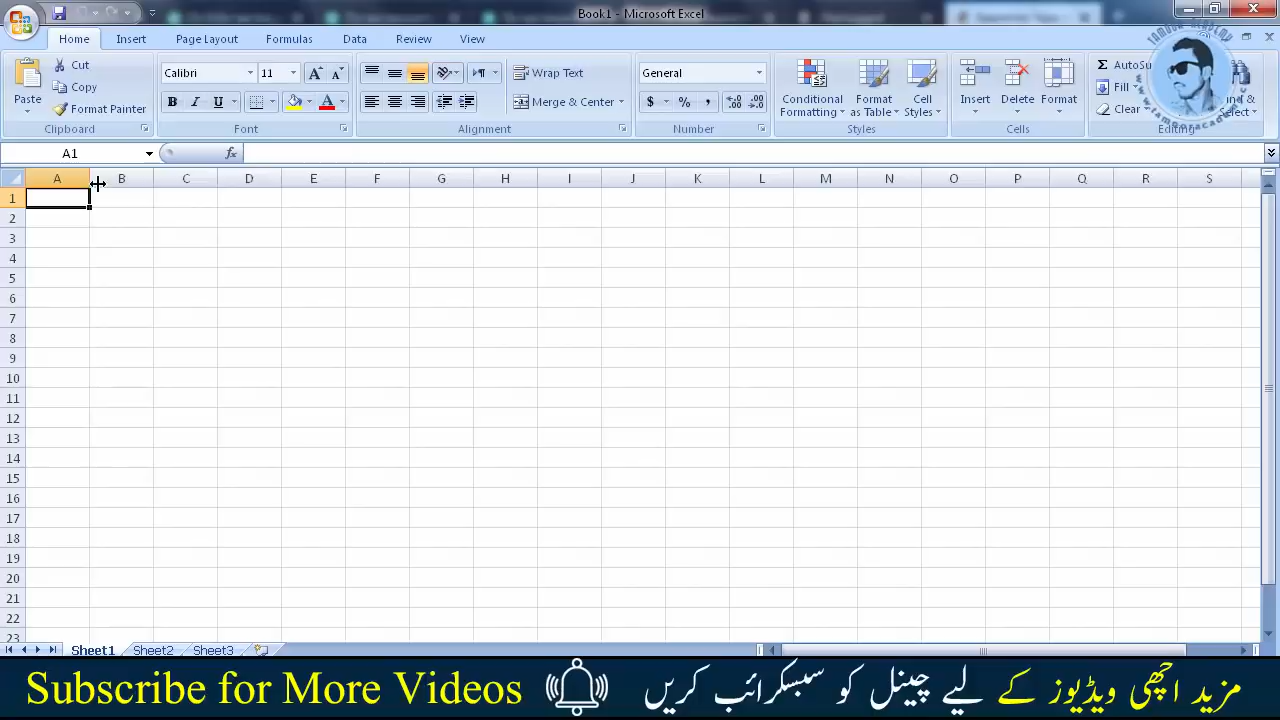 Book1 - Microsoft Excel
Home Insert Page Layout Formulas Data Review View
Paste Cut Copy Format Painter
Calibri 11
B I U
Wrap Text
Merge & Center
General
$ % ,
Conditional Formatting Format as Table Cell Styles
Insert Delete Format
Fill
Clear
Clipboard Font Alignment Number Styles Cells Editing
A1 fx
A B C D E F G H I J K L M N O P Q R S
1
2
3
4
5
6
7
8
9
10
11
12
13
14
15
16
17
18
19
20
21
22
23
Sheet1 Sheet2 Sheet3
Subscribe for More Videos مزید اچھی ویڈیوز کے لیے چینل کو سبسکرائب کریں